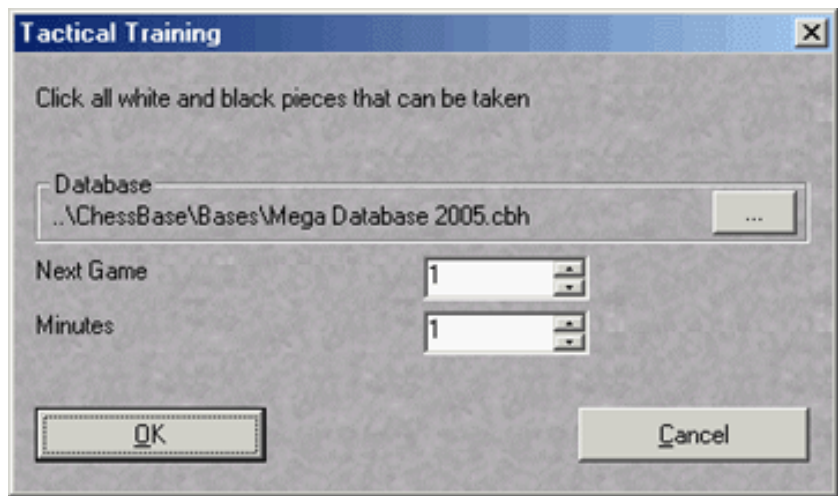 Tactical Training
Click all white and black pieces that can be taken
Database
..\ChessBase\Bases\Mega Database 2005.cbh
...
Next Game
1
Minutes
1
OK
Cancel